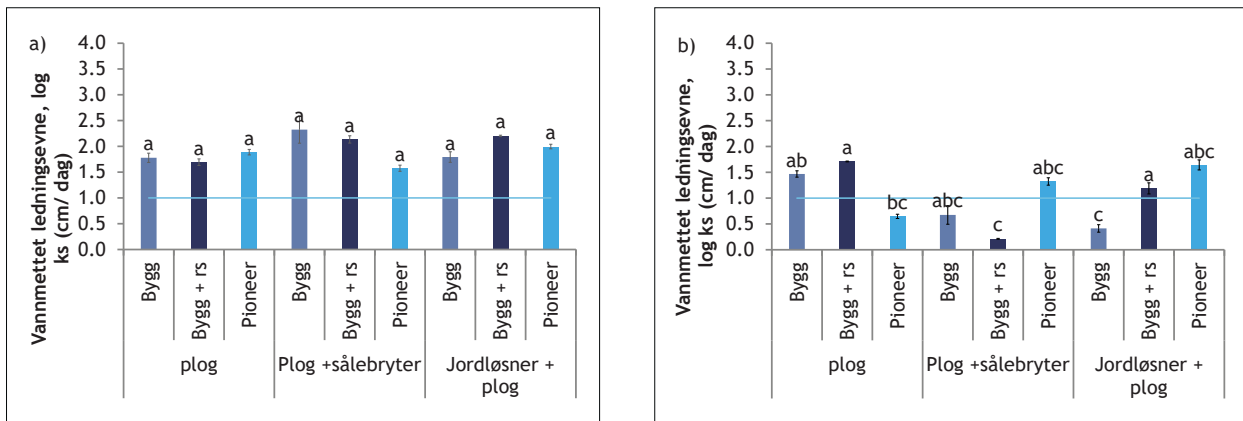 a)
Vannmettet ledningsevne, log
ks (cm/ dag)
4.0
3.5
3.0
2.5
2.0
1.5
1.0
0.5
0.0
a a a a a a a a a
Bygg
Bygg + rs
Pioneer
Bygg
Bygg + rs
Pioneer
Bygg
Bygg + rs
Pioneer
plog
Plog +sålebryter
Jordløsner +
plog
b)
Vannmettet ledningsevne,
log ks (cm/ dag)
4.0
3.5
3.0
2.5
2.0
1.5
1.0
0.5
0.0
ab a bc abc c abc c a abc
Bygg
Bygg + rs
Pioneer
Bygg
Bygg + rs
Pioneer
Bygg
Bygg + rs
Pioneer
plog
Plog +sålebryter
Jordløsner +
plog